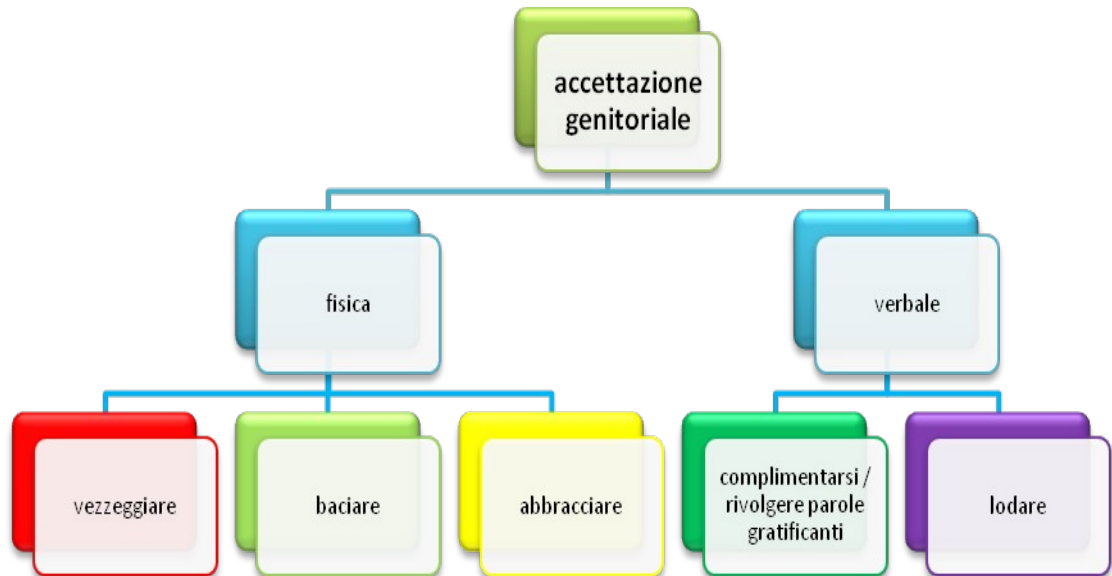 accettazione
genitoriale
fisica
verbale
vezzeggiare
baciare
abbracciare
complimentarsi /
rivolgere parole
gratificanti
lodare